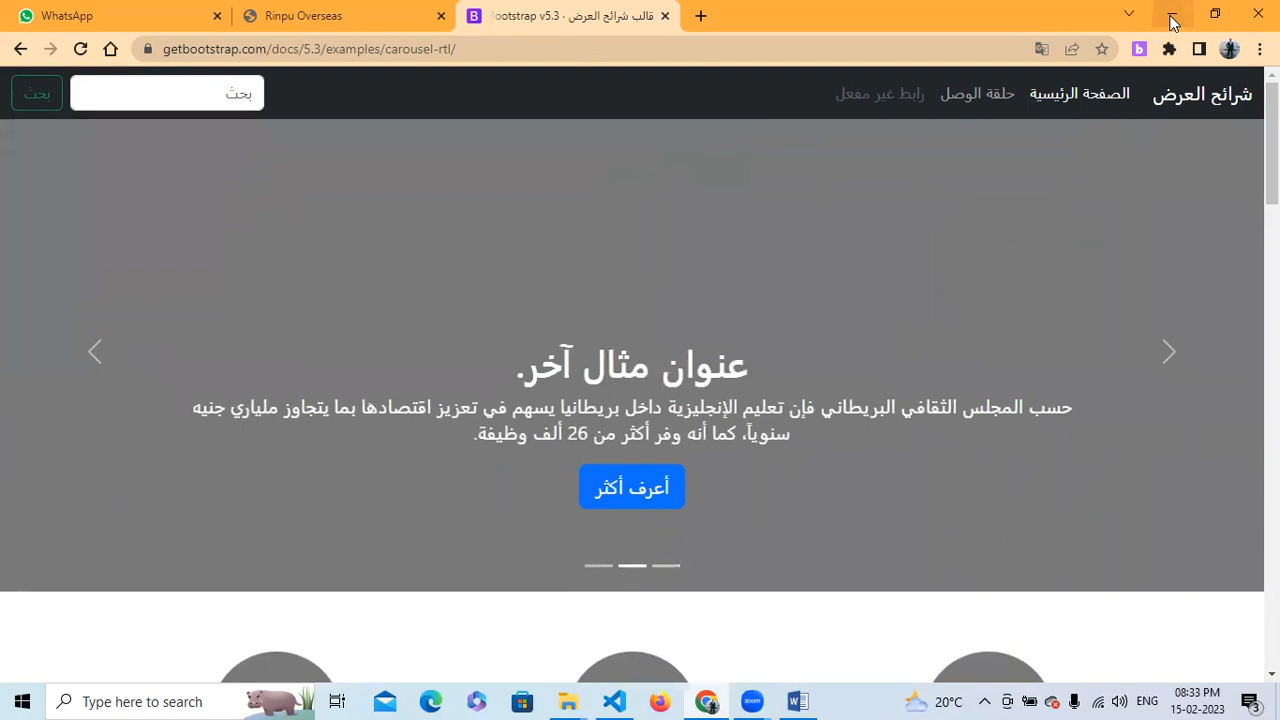 WhatsApp
Rinpu Overseas
قالب شرائح العرض · Bootstrap v5.3
getbootstrap.com/docs/5.3/examples/carousel-rtl/
شرائح العرض
الصفحة الرئيسية
حلقة الوصل
رابط غير مفعل
بحث
بحث
عنوان مثال آخر.
حسب المجلس الثقافي البريطاني فإن تعليم الإنجليزية داخل بريطانيا يسهم في تعزيز اقتصادها بما يتجاوز ملياري جنيه
سنوياً، كما أنه وفر أكثر من 26 ألف وظيفة.
أعرف أكثر
Type here to search
20°C
ENG
08:33 PM
15-02-2023
3